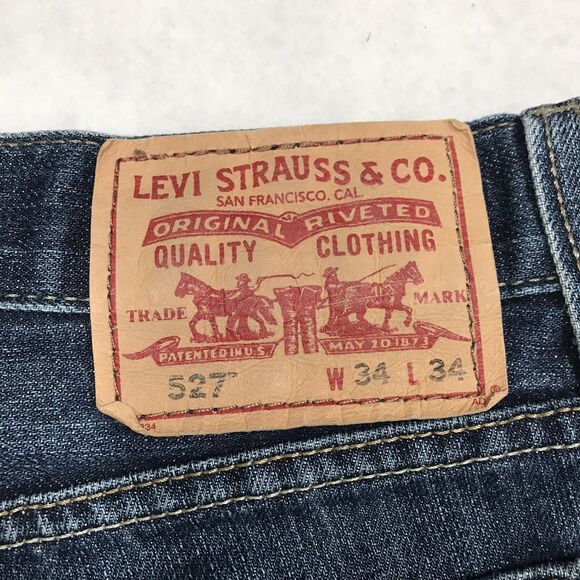 LEVI STRAUSS & CO.
SAN FRANCISCO, CAL.
ORIGINAL RIVETED
QUALITY CLOTHING
TRADE MARK
PATENTED IN U.S. MAY 20 1873
527™ W 34 L 34